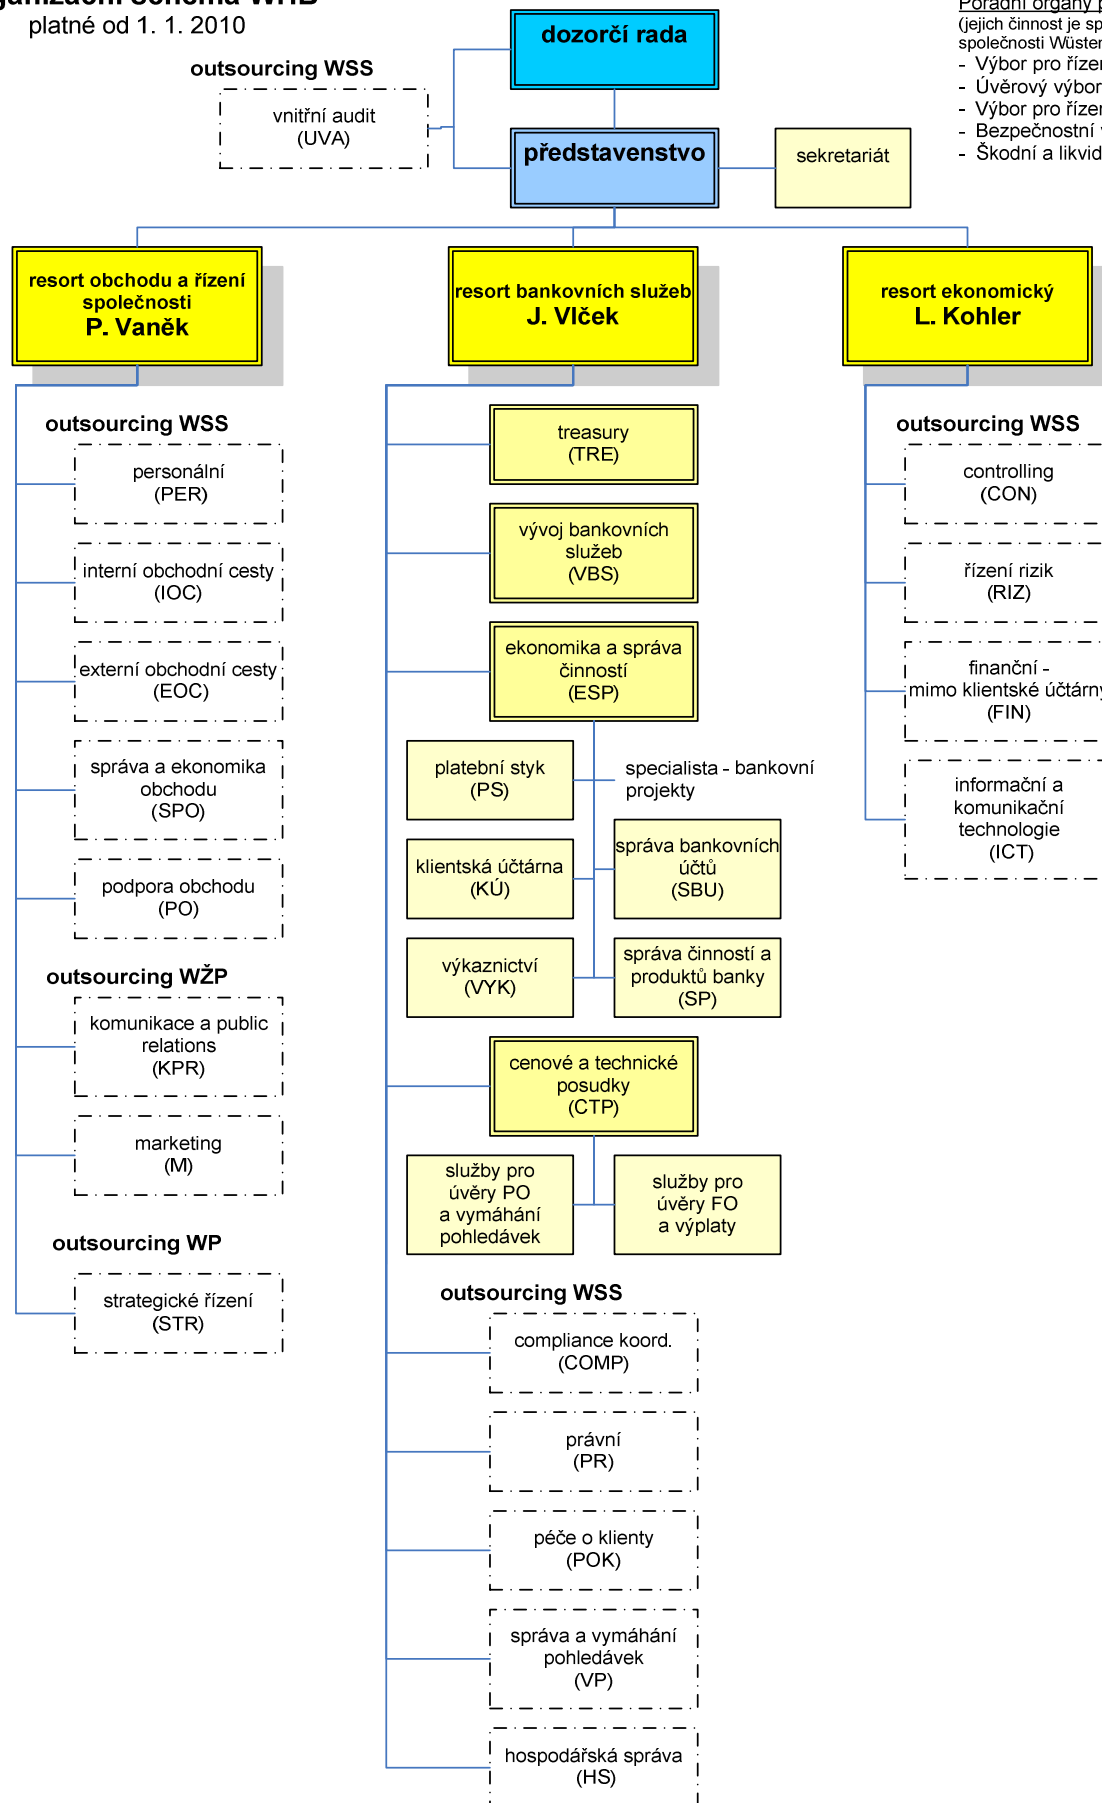 schéma WHB
platné od 1. 1. 2010
Poradní orgány
(jejich činnost je
společnosti
- Výbor pro
- Úvěrový výbor
- Výbor pro
- Bezpečnostní
- Škodní a
dozorčí rada
outsourcing WSS
vnitřní audit
(UVA)
představenstvo
sekretariát
resort obchodu a řízení
společnosti
P. Vaněk
resort bankovních služeb
J. Vlček
resort ekonomický
L. Kohler
outsourcing WSS
personální
(PER)
interní obchodní cesty
(IOC)
externí obchodní cesty
(EOC)
správa a ekonomika
obchodu
(SPO)
podpora obchodu
(PO)
outsourcing WŽP
komunikace a public
relations
(KPR)
marketing
(M)
outsourcing WP
strategické řízení
(STR)
treasury
(TRE)
vývoj bankovních
služeb
(VBS)
ekonomika a správa
činností
(ESP)
platební styk
(PS)
specialista - bankovní
projekty
klientská účtárna
(KÚ)
správa bankovních
účtů
(SBU)
výkaznictví
(VYK)
správa činností a
produktů banky
(SP)
cenové a technické
posudky
(CTP)
služby pro
úvěry PO
a vymáhání
pohledávek
služby pro
úvěry FO
a výplaty
outsourcing WSS
compliance koord.
(COMP)
právní
(PR)
péče o klienty
(POK)
správa a vymáhání
pohledávek
(VP)
hospodářská správa
(HS)
outsourcing WSS
controlling
(CON)
řízení rizik
(RIZ)
finanční -
mimo klientské účtárny
(FIN)
informační a
komunikační
technologie
(ICT)